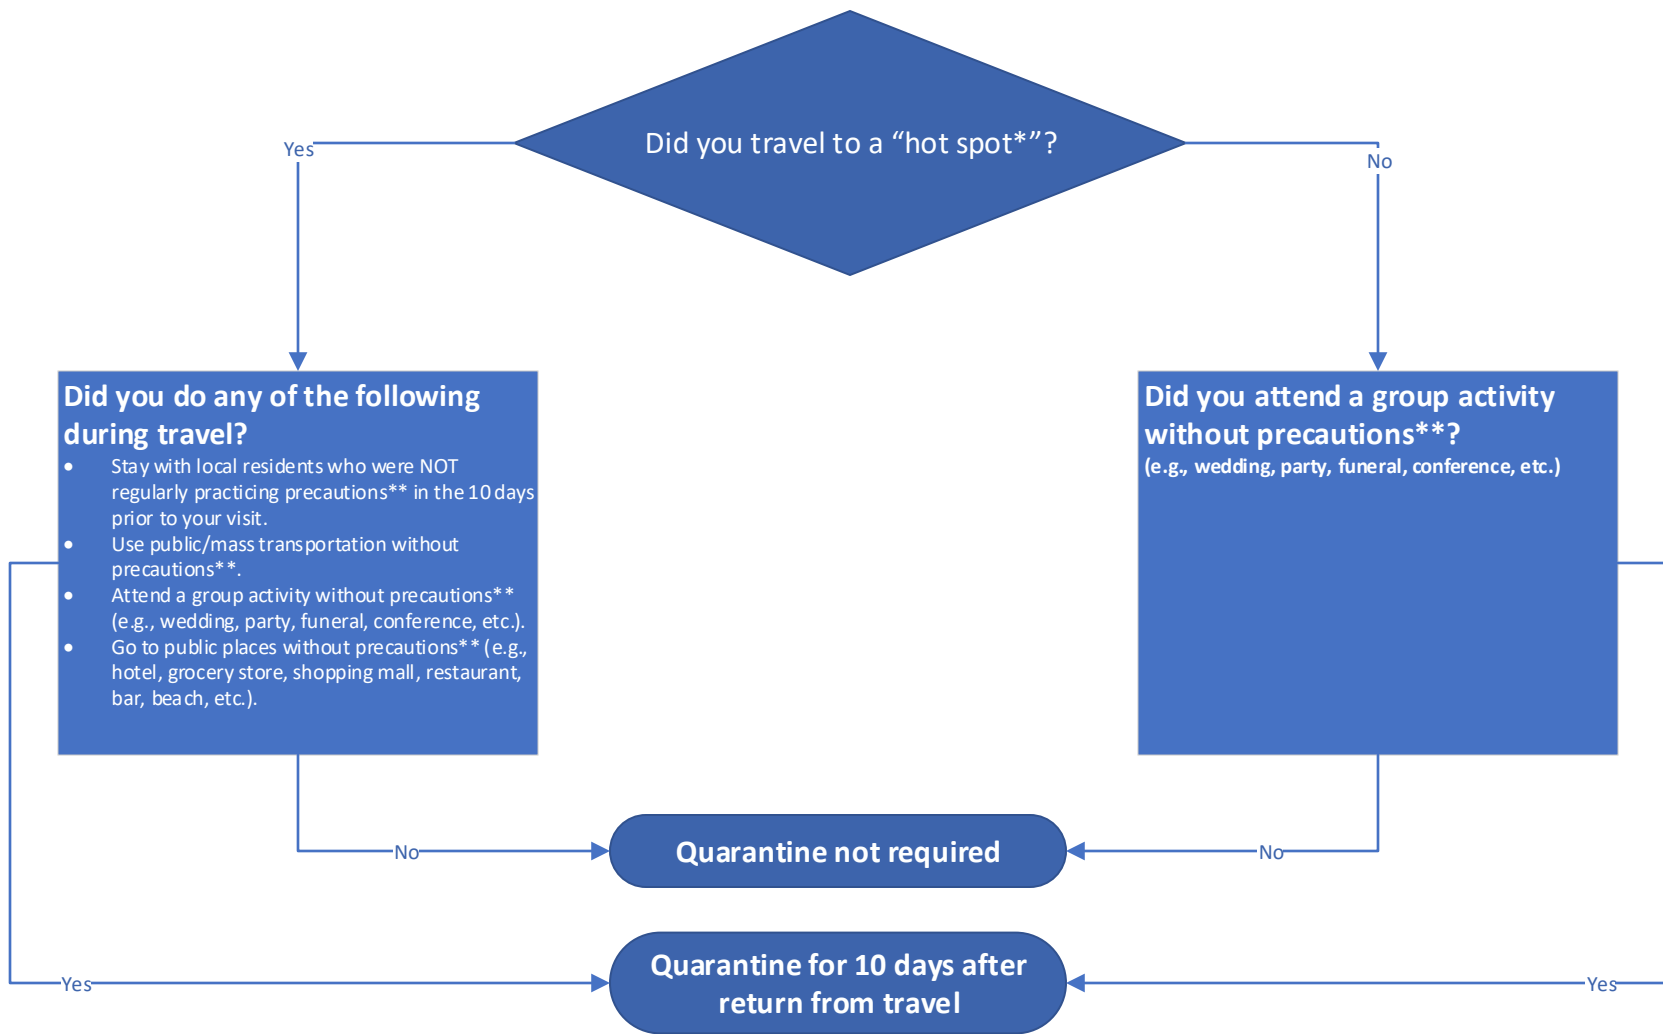 Did you travel to a “hot spot*”?
Yes
No
Did you do any of the following
during travel?
• Stay with local residents who were NOT
regularly practicing precautions** in the 10 days
prior to your visit.
• Use public/mass transportation without
precautions**.
• Attend a group activity without precautions**
(e.g., wedding, party, funeral, conference, etc.).
• Go to public places without precautions** (e.g.,
hotel, grocery store, shopping mall, restaurant,
bar, beach, etc.).
Did you attend a group activity
without precautions**?
(e.g., wedding, party, funeral, conference, etc.)
No
Quarantine not required
No
Yes
Quarantine for 10 days after
return from travel
Yes